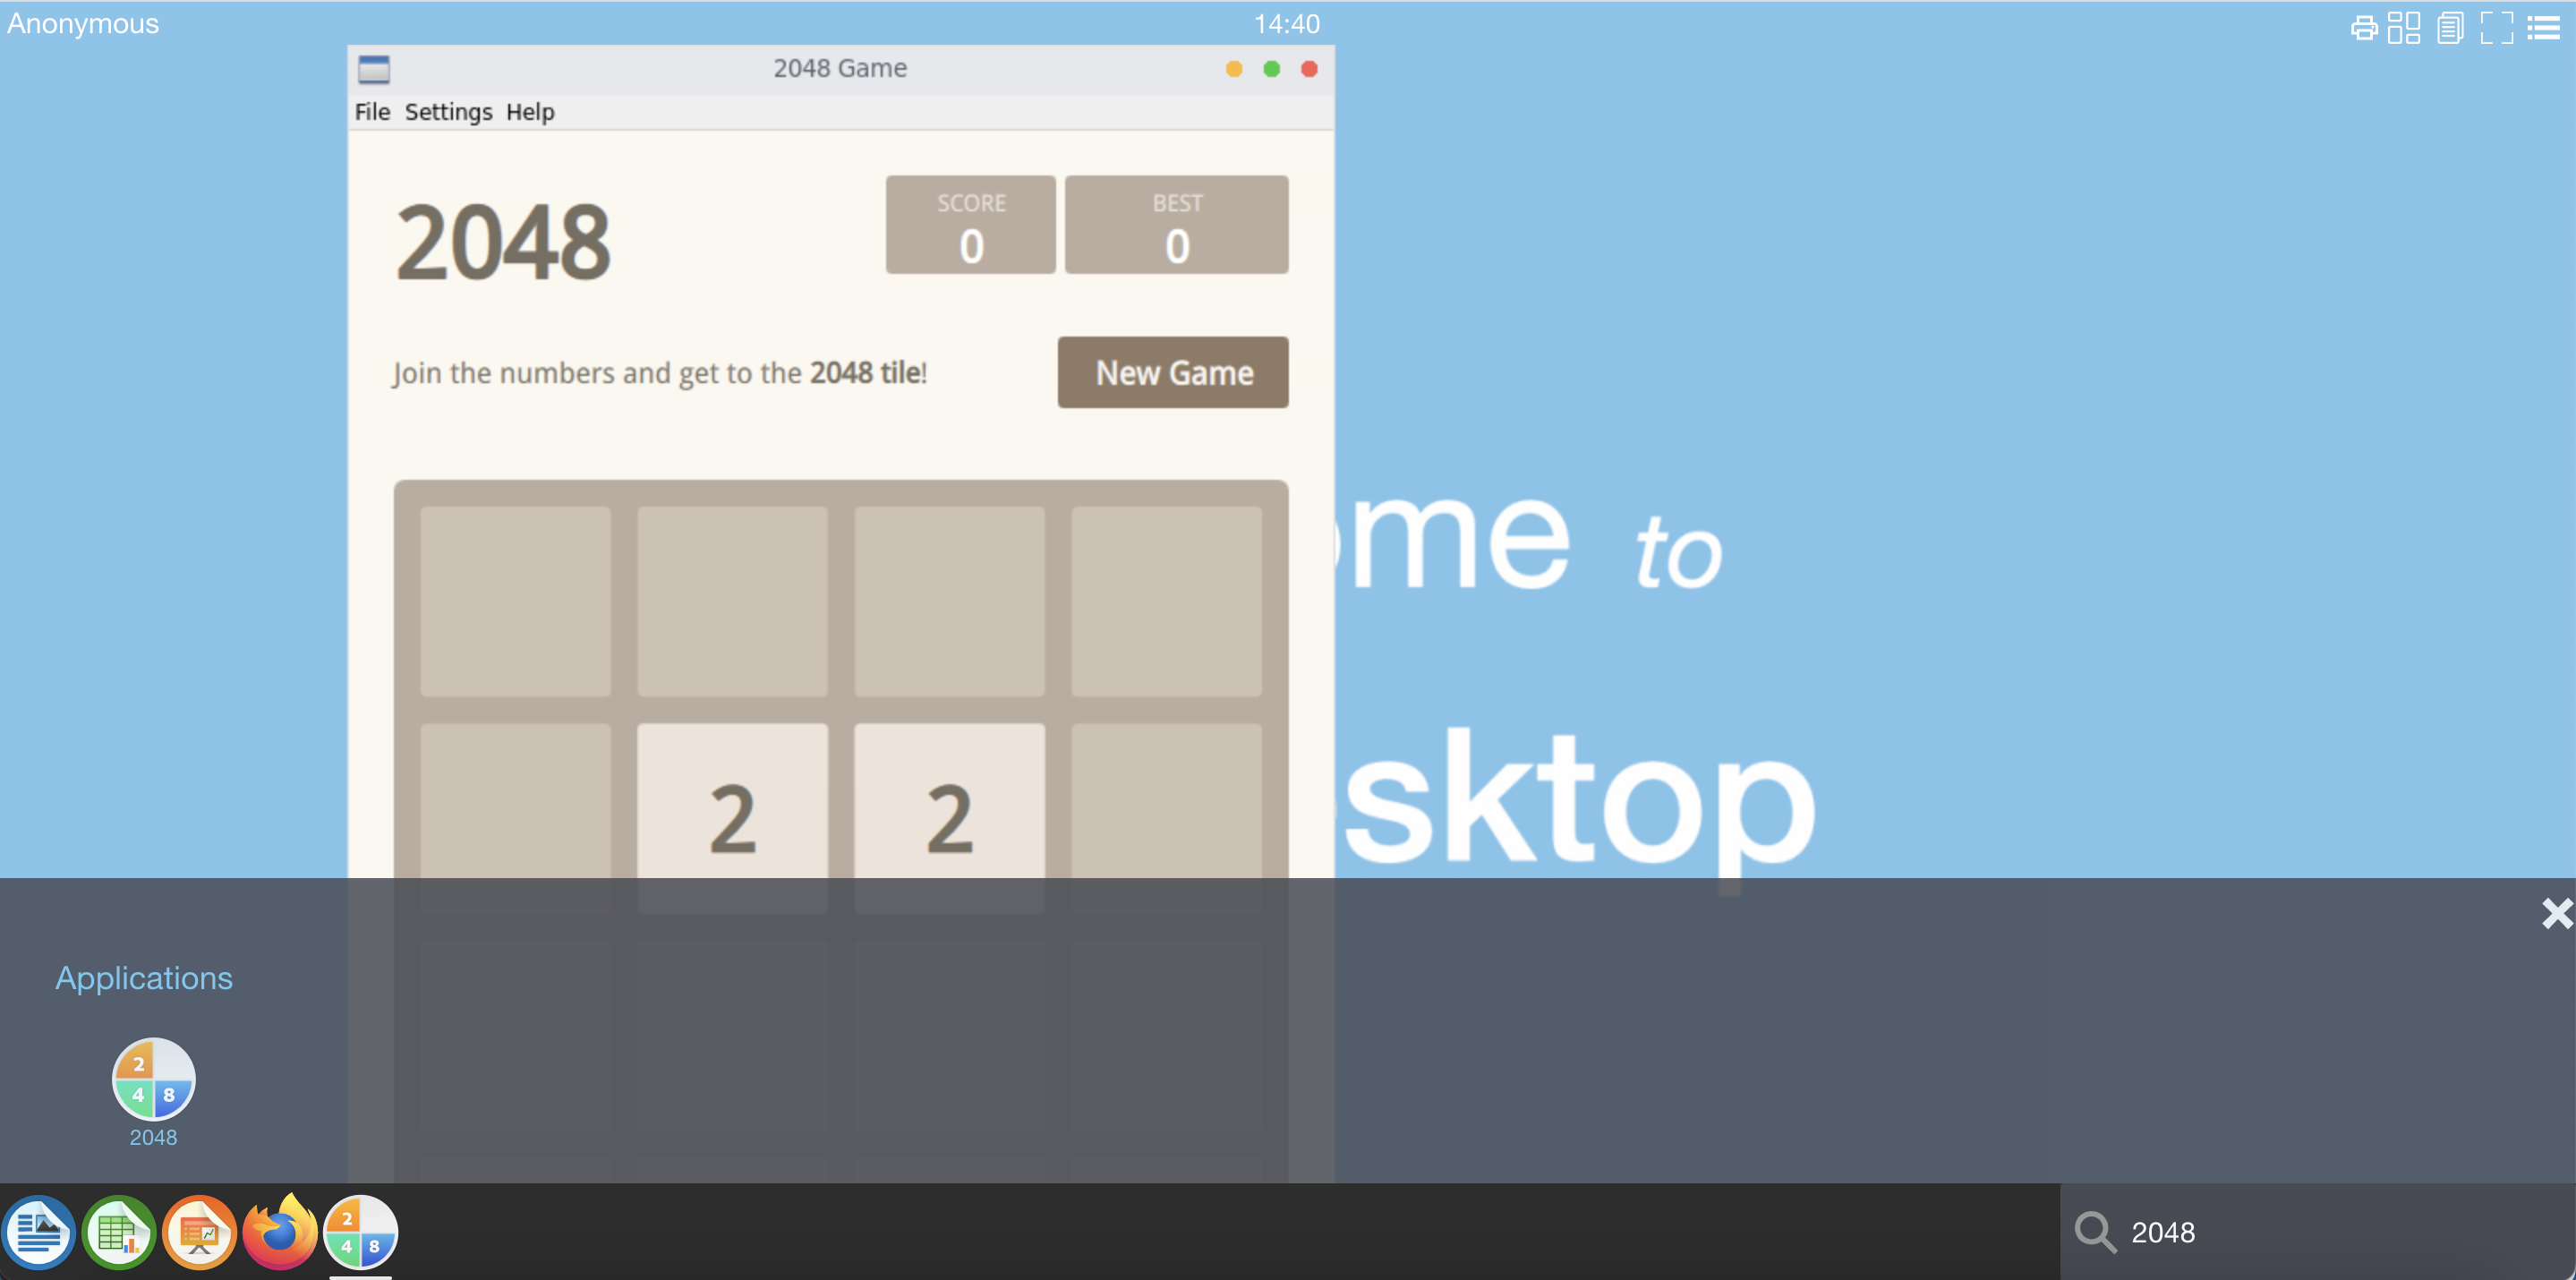 Anonymous
14:40
2048 Game
File Settings Help
2048
SCORE
0
BEST
0
Join the numbers and get to the 2048 tile!
New Game
me to
2 2
sktop
Applications
2
4 8
2048
2
4 8
2048